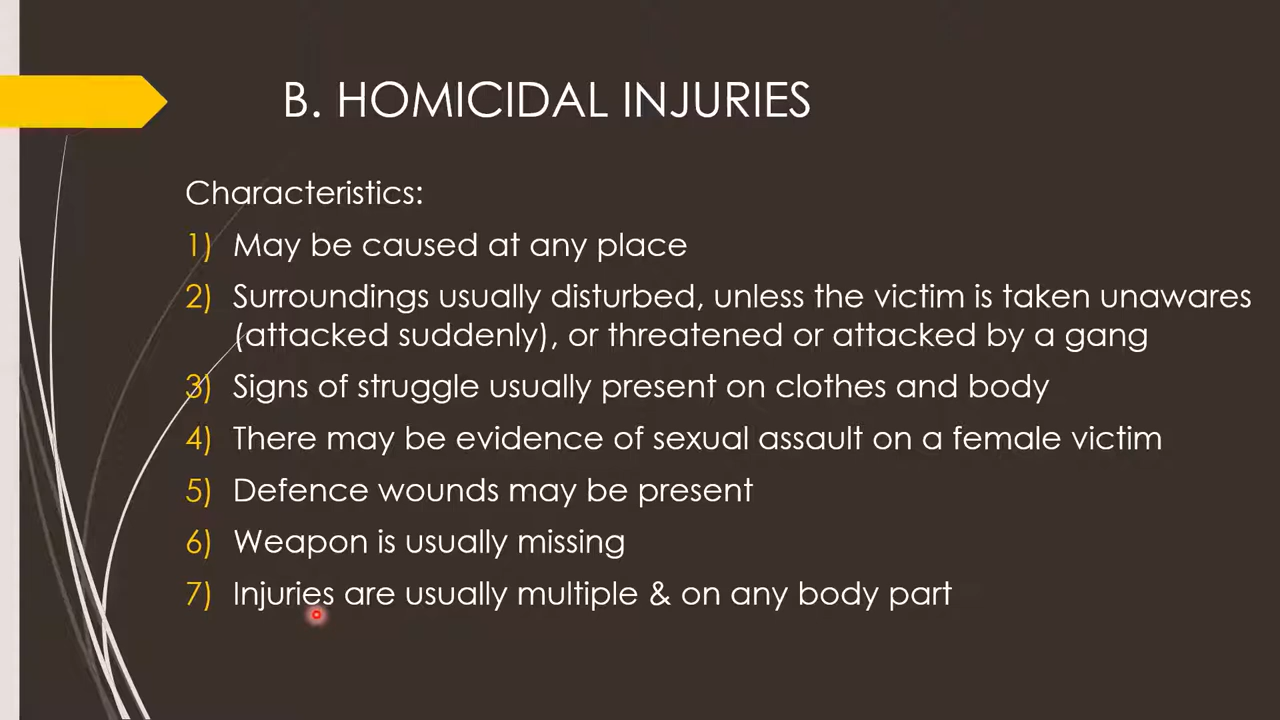 B. HOMICIDAL INJURIES
Characteristics:
1) May be caused at any place
2) Surroundings usually disturbed, unless the victim is taken unawares
(attacked suddenly), or threatened or attacked by a gang
3) Signs of struggle usually present on clothes and body
4) There may be evidence of sexual assault on a female victim
5) Defence wounds may be present
6) Weapon is usually missing
7) Injuries are usually multiple & on any body part